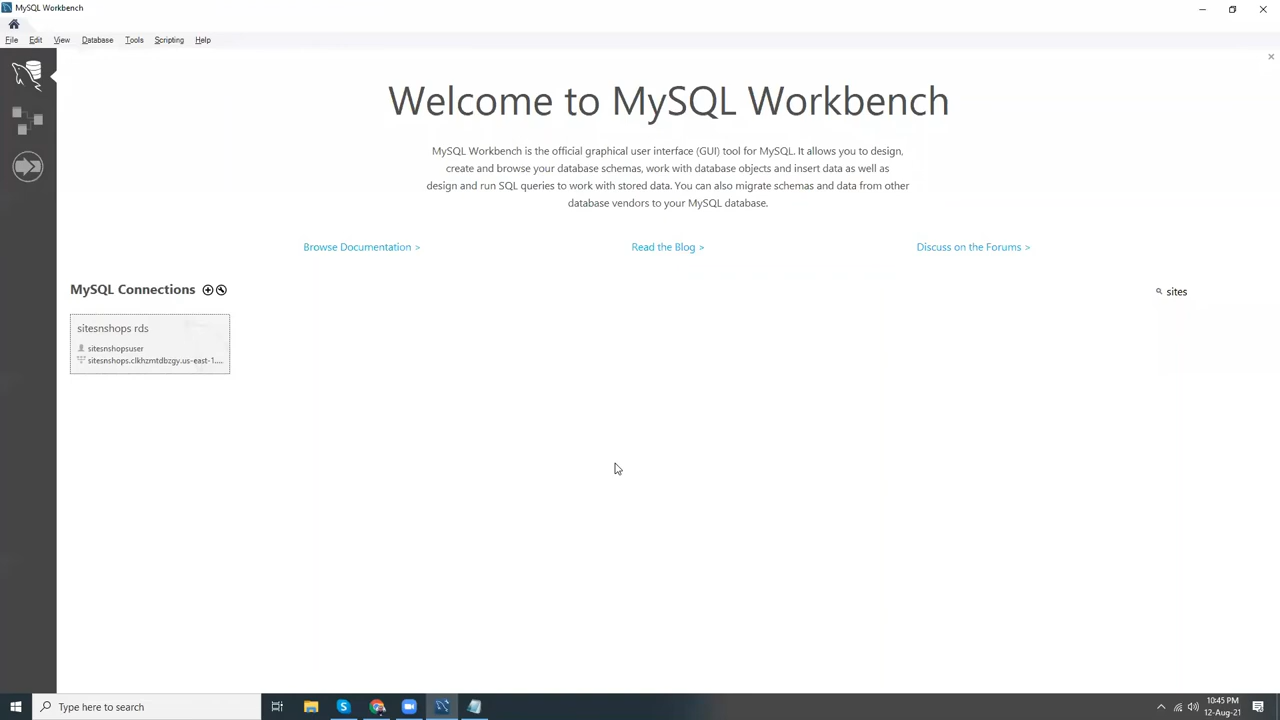 MySQL Workbench
File Edit View Database Tools Scripting Help
Welcome to MySQL Workbench
MySQL Workbench is the official graphical user interface (GUI) tool for MySQL. It allows you to design,
create and browse your database schemas, work with database objects and insert data as well as
design and run SQL queries to work with stored data. You can also migrate schemas and data from other
database vendors to your MySQL database.
Browse Documentation > Read the Blog > Discuss on the Forums >
MySQL Connections
sites
sitesnshops rds
sitesnshopsuser
sitesnshops.clkhzmtdbzgy.us-east-1....
Type here to search
10:45 PM
12-Aug-21